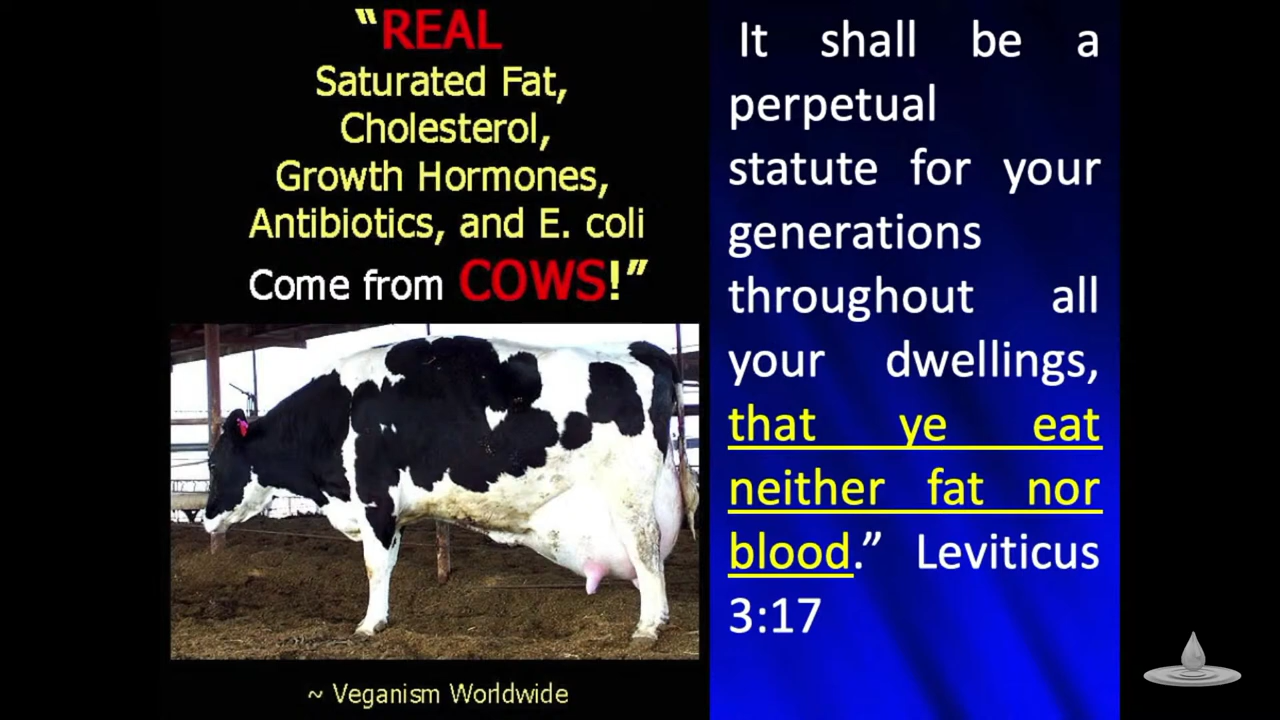 “REAL
Saturated Fat,
Cholesterol,
Growth Hormones,
Antibiotics, and E. coli
Come from COWS!”
~ Veganism Worldwide
It shall be a
perpetual
statute for your
generations
throughout all
your dwellings,
that ye eat
neither fat nor
blood.” Leviticus
3:17